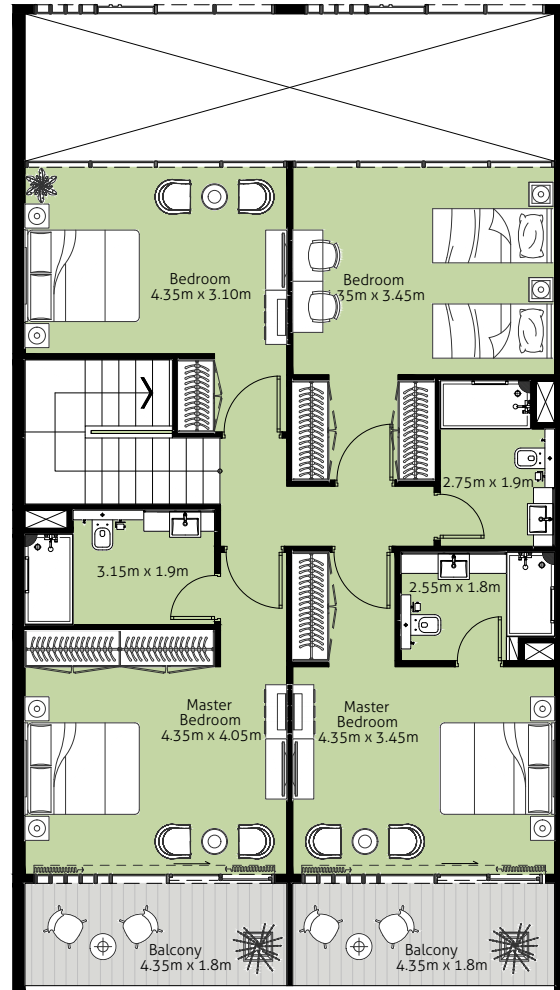 Bedroom
4.35m x 3.10m
Bedroom
35m x 3.45m
2.75m x 1.9m
3.15m x 1.9m
2.55m x 1.8m
Master
Bedroom
4.35m x 4.05m
Master
Bedroom
4.35m x 3.45m
Balcony
4.35m x 1.8m
Balcony
4.35m x 1.8m